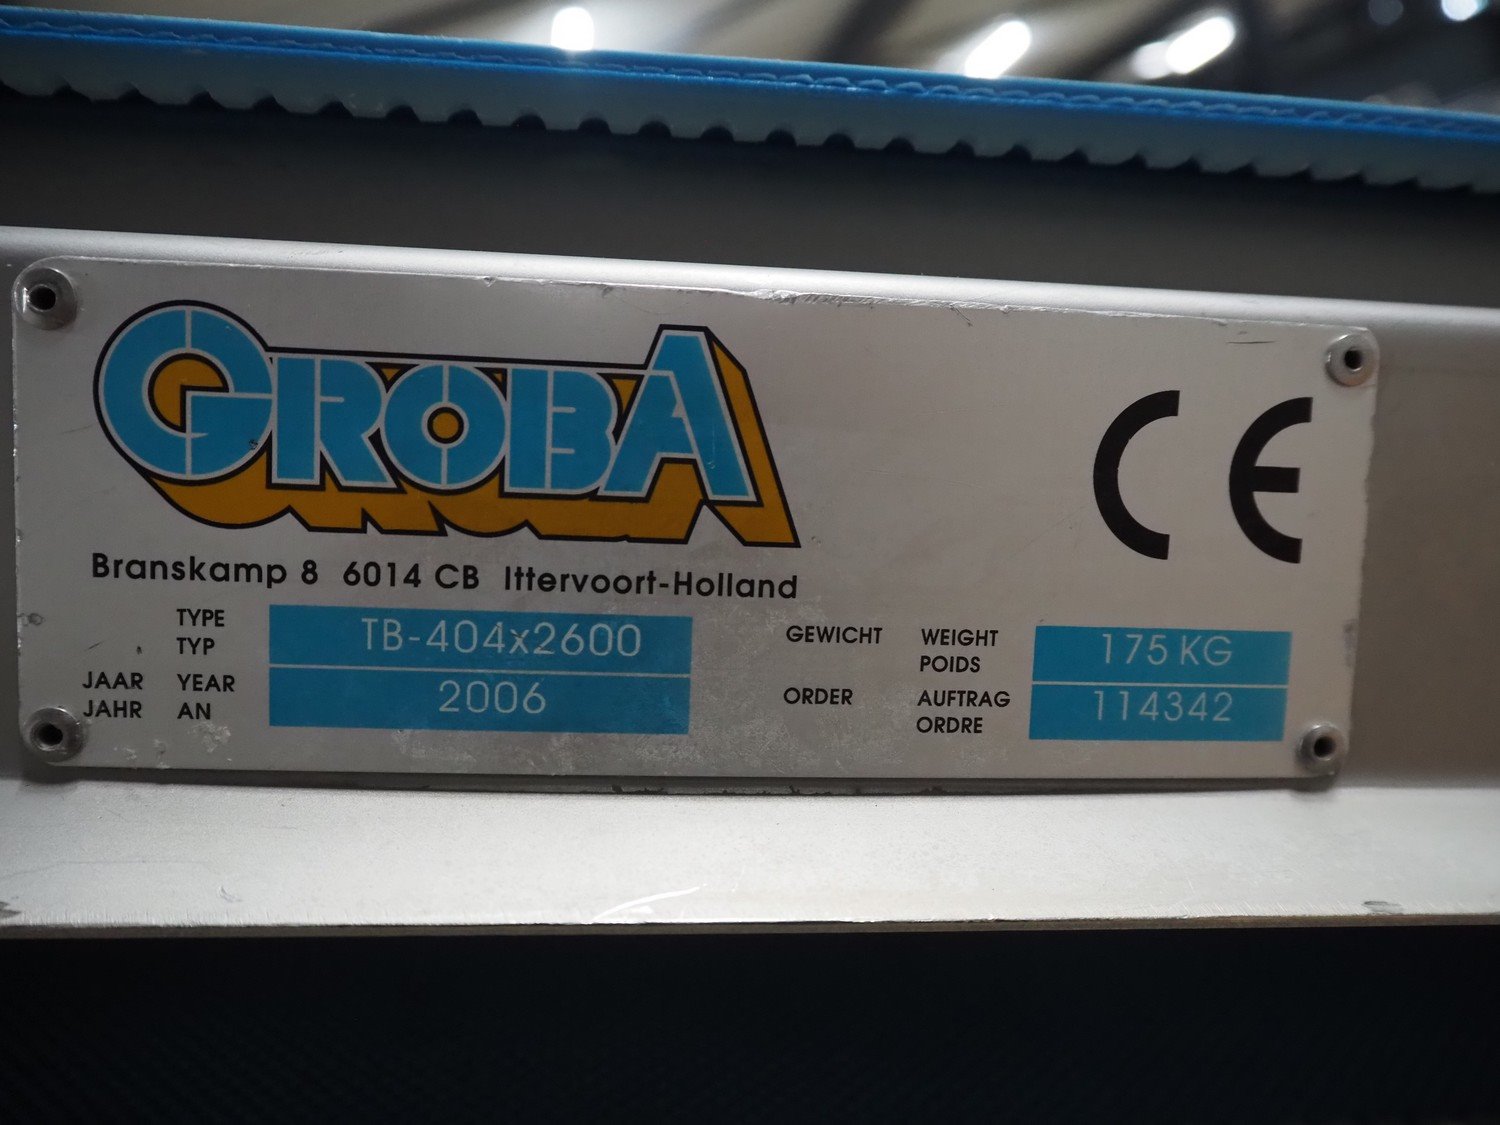 GROBA
CE
Branskamp 8 6014 CB Ittervoort-Holland
TYPE
TYP
TB-404x2600
GEWICHT WEIGHT
POIDS
175 KG
JAAR YEAR
JAHR AN
2006
ORDER AUFTRAG
ORDRE
114342